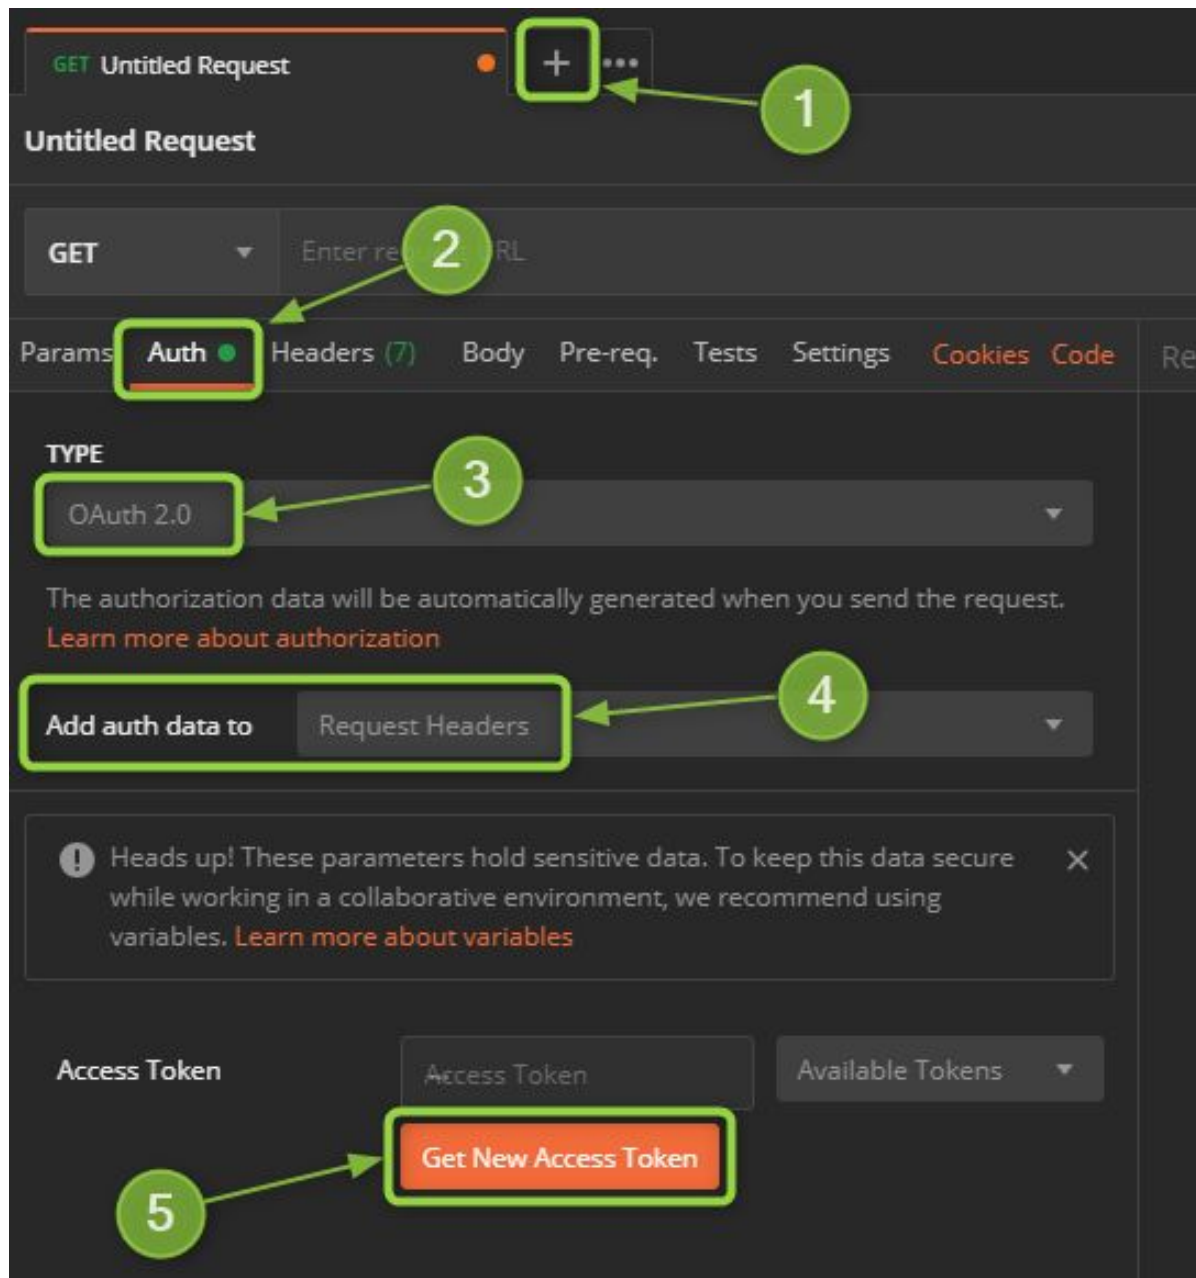 GET Untitled Request + •••
1
Untitled Request
GET Enter re RL
2
Params Auth Headers (7) Body Pre-req. Tests Settings Cookies Code Re
TYPE
3
OAuth 2.0
The authorization data will be automatically generated when you send the request.
Learn more about authorization
4
Add auth data to Request Headers
Heads up! These parameters hold sensitive data. To keep this data secure
while working in a collaborative environment, we recommend using
variables. Learn more about variables
Access Token Access Token Available Tokens
Get New Access Token
5